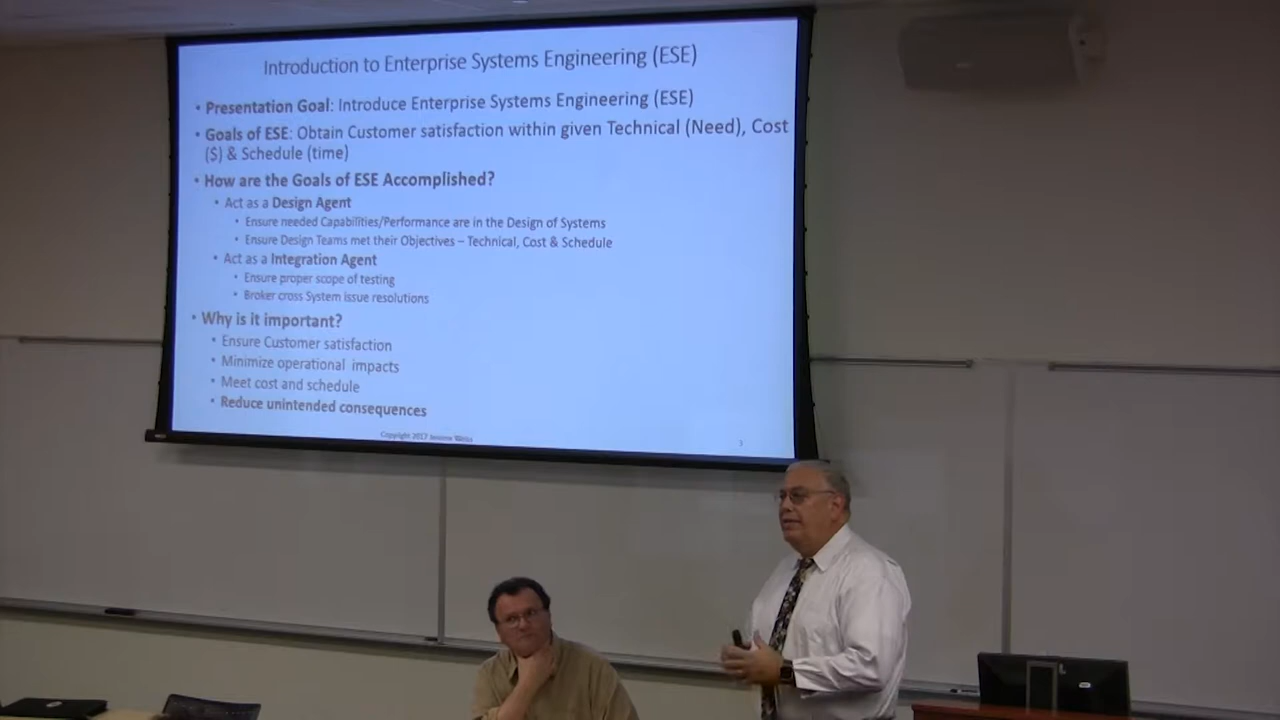 Introduction to Enterprise Systems Engineering (ESE)
• Presentation Goal: Introduce Enterprise Systems Engineering (ESE)
• Goals of ESE: Obtain Customer satisfaction within given Technical (Need), Cost
($) & Schedule (time)
• How are the Goals of ESE Accomplished?
• Act as a Design Agent
• Ensure needed Capabilities/Performance are in the Design of Systems
• Ensure Design Teams met their Objectives – Technical, Cost & Schedule
• Act as a Integration Agent
• Ensure proper scope of testing
• Broker cross System issue resolutions
• Why is it important?
• Ensure Customer satisfaction
• Minimize operational impacts
• Meet cost and schedule
• Reduce unintended consequences
Copyright 2017